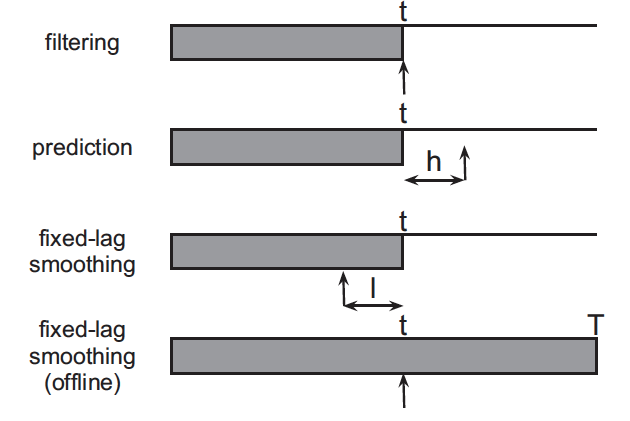 t
filtering
t
prediction
h
t
fixed-lag
smoothing
l
t
T
fixed-lag
smoothing
(offline)